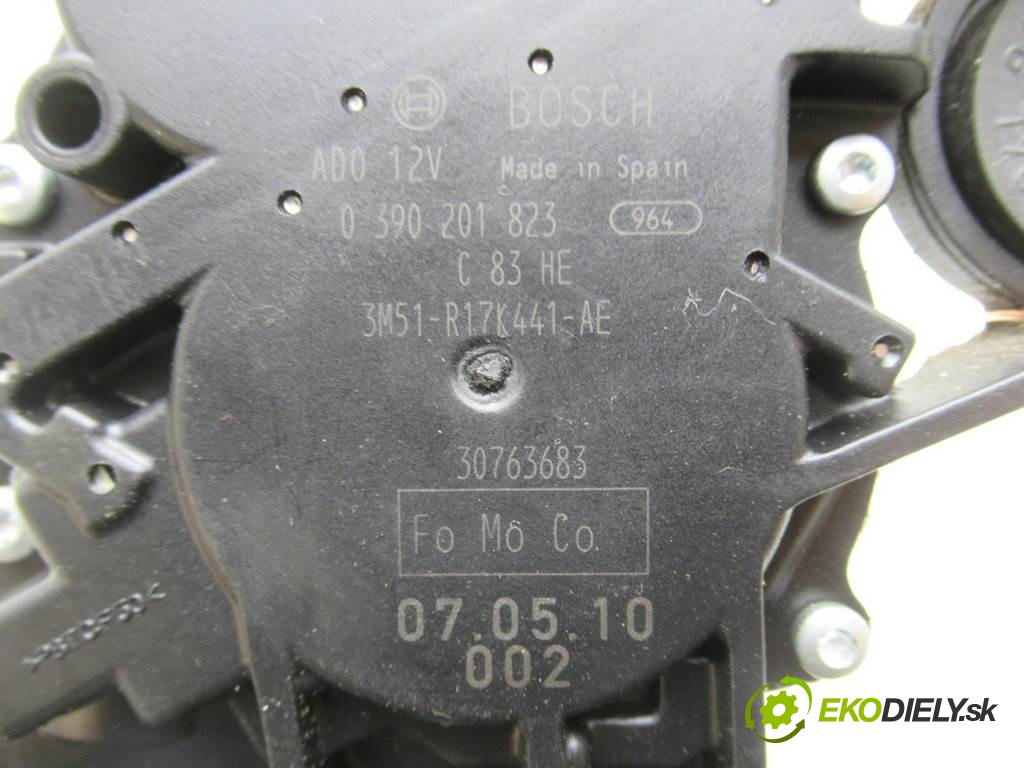 BOSCH
AD0 12V Made in Spain
0 390 201 823 964
C 83 HE
3M51-R17K441-AE
30763683
Fo Mo Co
07.05.10
002
EKODIELY.sk